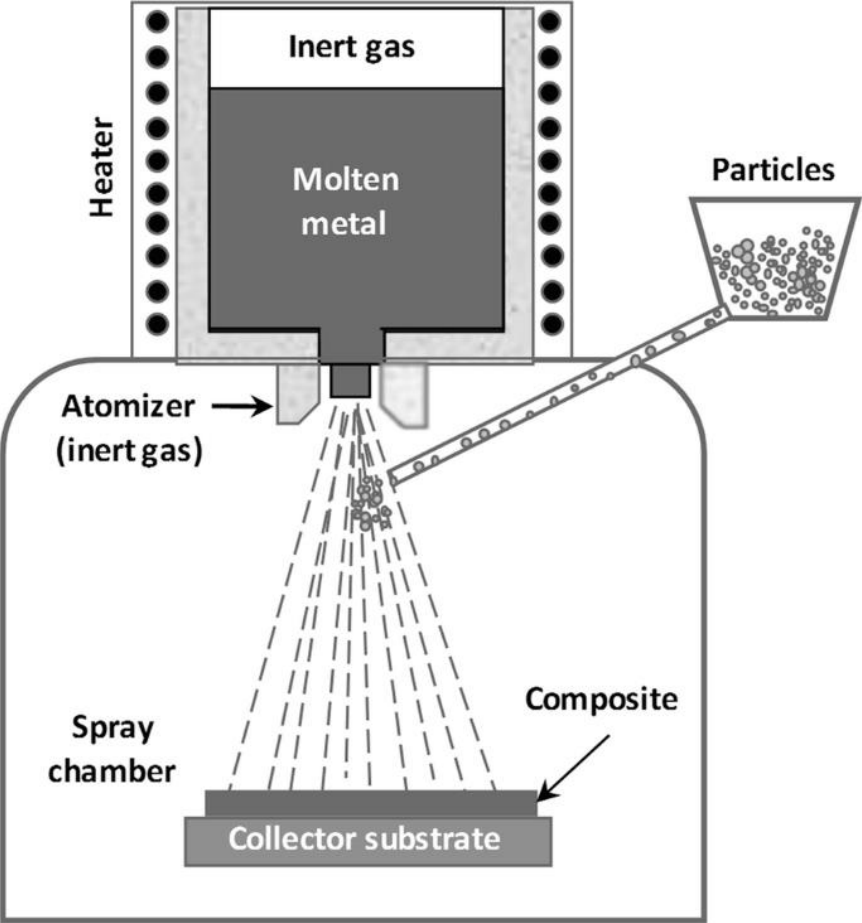 Inert gas
Heater
Molten
metal
Particles
Atomizer
(inert gas)
Composite
Spray
chamber
Collector substrate